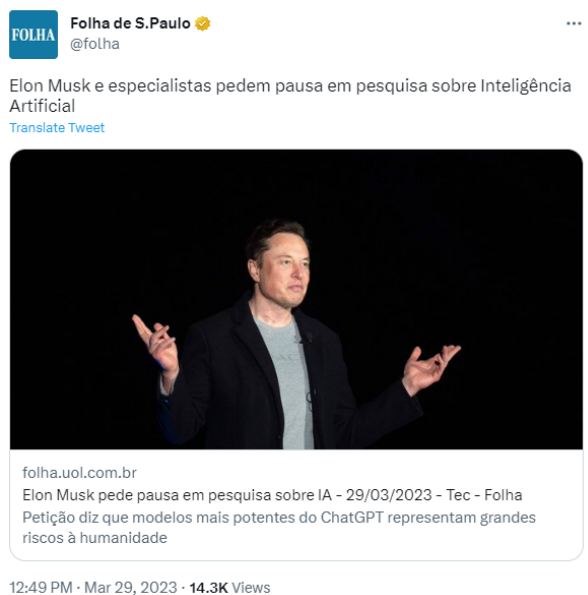 FOLHA
Folha de S.Paulo
@folha
Elon Musk e especialistas pedem pausa em pesquisa sobre Inteligência
Artificial
Translate Tweet
folha.uol.com.br
Elon Musk pede pausa em pesquisa sobre IA - 29/03/2023 - Tec - Folha
Petição diz que modelos mais potentes do ChatGPT representam grandes
riscos à humanidade
12:49 PM · Mar 29, 2023 · 14.3K Views